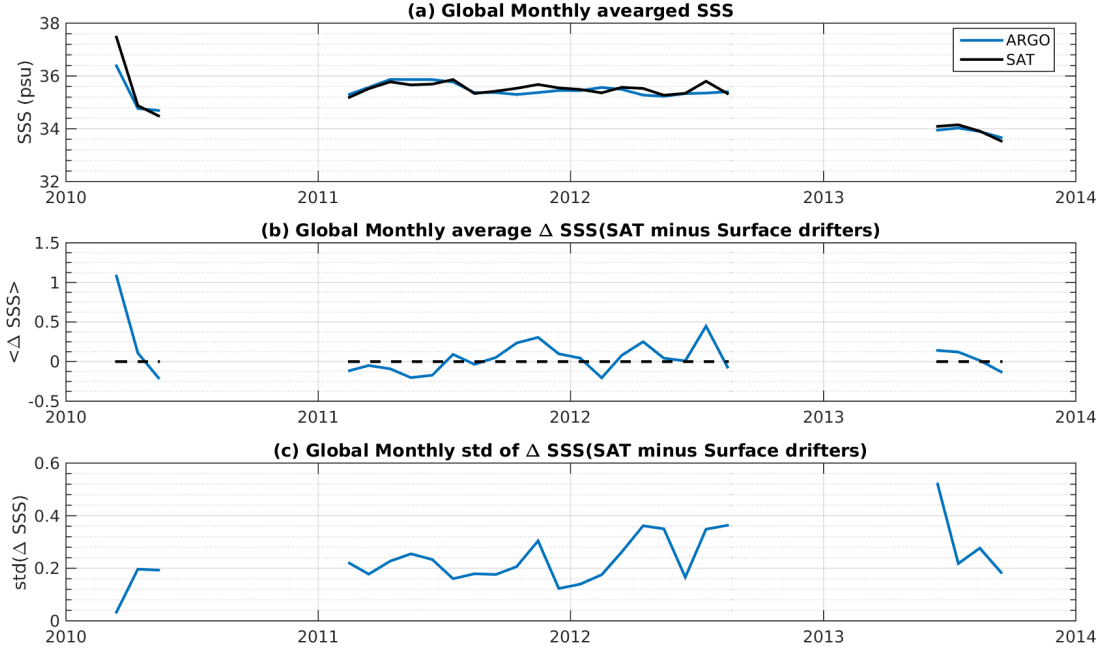 (a) Global Monthly avearged SSS
38
36
34
32
SSS (psu)
ARGO
SAT
2010 2011 2012 2013 2014
(b) Global Monthly average Δ SSS(SAT minus Surface drifters)
1.5
1
0.5
0
-0.5
<Δ SSS>
2010 2011 2012 2013 2014
(c) Global Monthly std of Δ SSS(SAT minus Surface drifters)
0.6
0.4
0.2
0
std(Δ SSS)
2010 2011 2012 2013 2014